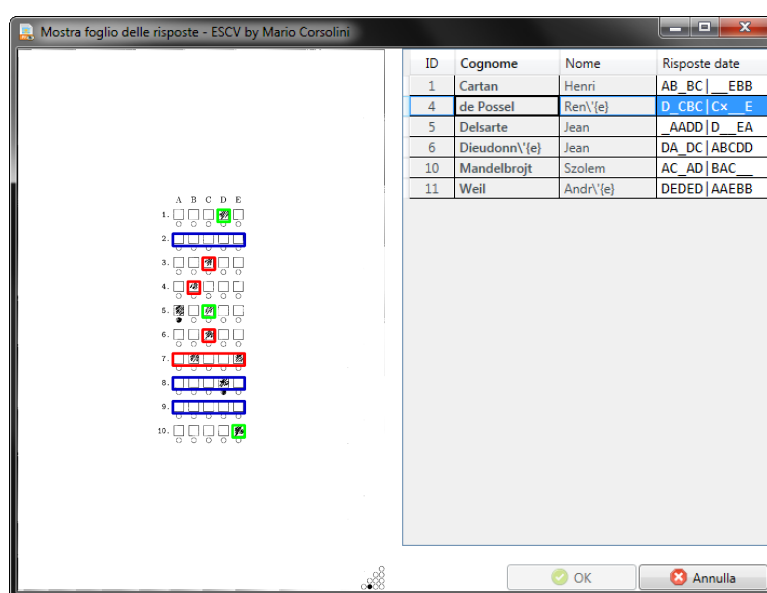 Mostra foglio delle risposte - ESCV by Mario Corsolini
ID Cognome Nome Risposte date
1 Cartan Henri AB_BC|__EBB
4 de Possel Ren\'{e} D_CBC|C×__E
5 Delsarte Jean _AADD|D__EA
6 Dieudonn\'{e} Jean DA_DC|ABCDD
10 Mandelbrojt Szolem AC_AD|BAC__
11 Weil Andr\'{e} DEDED|AAEBB
A B C D E
1.
2.
3.
4.
5.
6.
7.
8.
9.
10.
OK Annulla